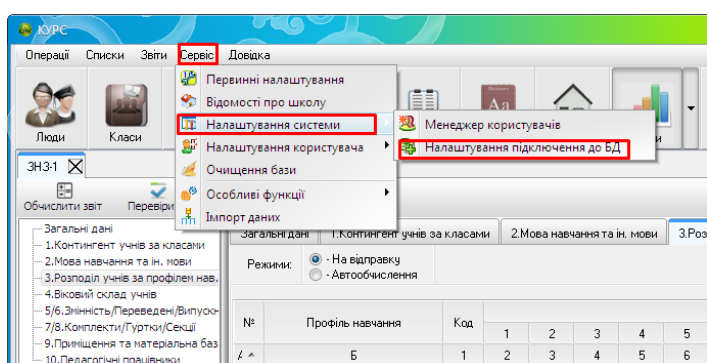 КУРС
Операції Списки Звіти Сервіс Довідка
Первинні налаштування
Відомості про школу
Налаштування системи
Налаштування користувача
Очищення бази
Особливі функції
Імпорт даних
Менеджер користувачів
Налаштування підключення до БД
Люди Класи
ЗНЗ-1
Обчислити звіт
Загальні дані
1.Контингент учнів за класами
2.Мова навчання та ін. мови
3.Розподіл учнів за профілем нав.
4.Віковий склад учнів
5/6.Змінність/Переведені/Випускн
7/8.Комплекти/Гуртки/Секції
9.Приміщення та матеріальна баз
10.Педагогічні працівники
Загальні дані 1.Контингент учнів за класами 2.Мова навчання та ін. мови 3.Роз
Режими: - На відправку
- Автообчислення
№ Профіль навчання Код 1 2 3 4 5
А Б 1 2 3 4 5 6